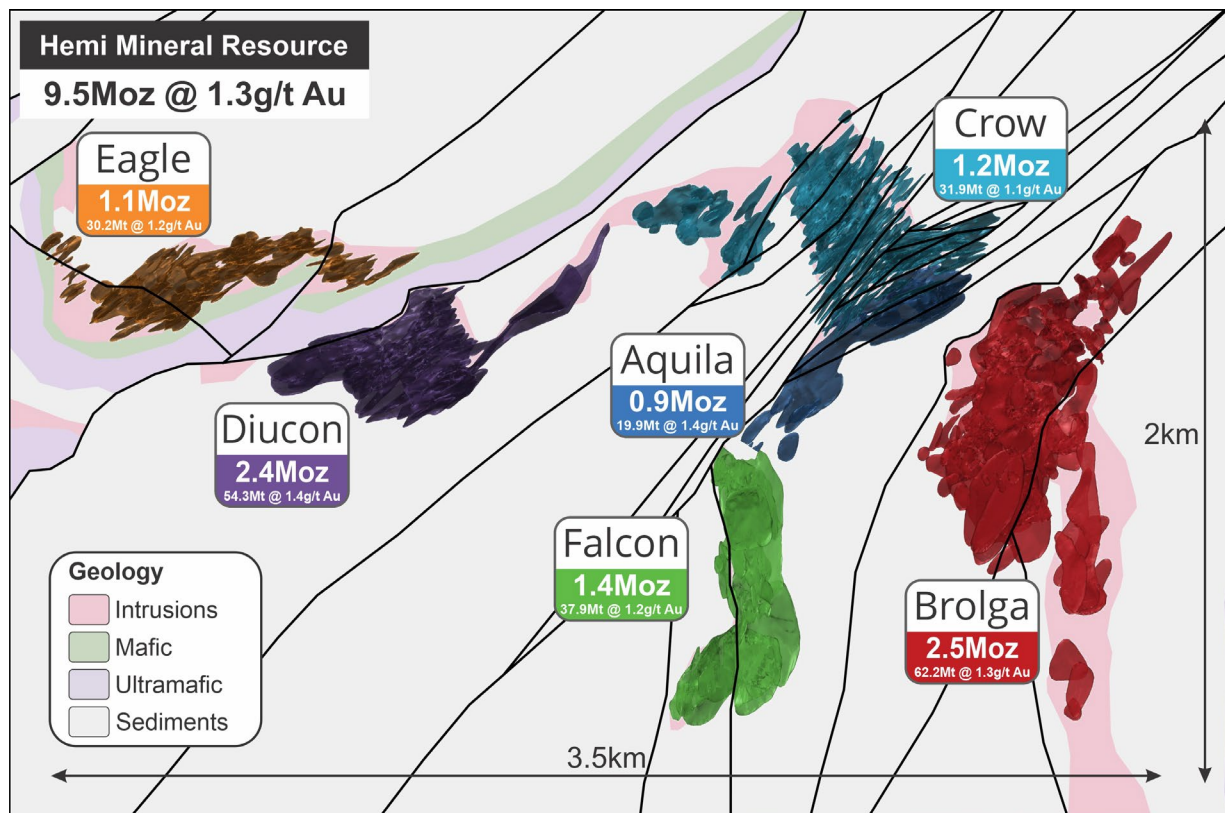 Hemi Mineral Resource
9.5Moz @ 1.3g/t Au
Eagle
1.1Moz
30.2Mt @ 1.2g/t Au
Crow
1.2Moz
31.9Mt @ 1.1g/t Au
Aquila
0.9Moz
19.9Mt @ 1.4g/t Au
Diucon
2.4Moz
54.3Mt @ 1.4g/t Au
2km
Falcon
1.4Moz
37.9Mt @ 1.2g/t Au
Brolga
2.5Moz
62.2Mt @ 1.3g/t Au
Geology
Intrusions
Mafic
Ultramafic
Sediments
3.5km